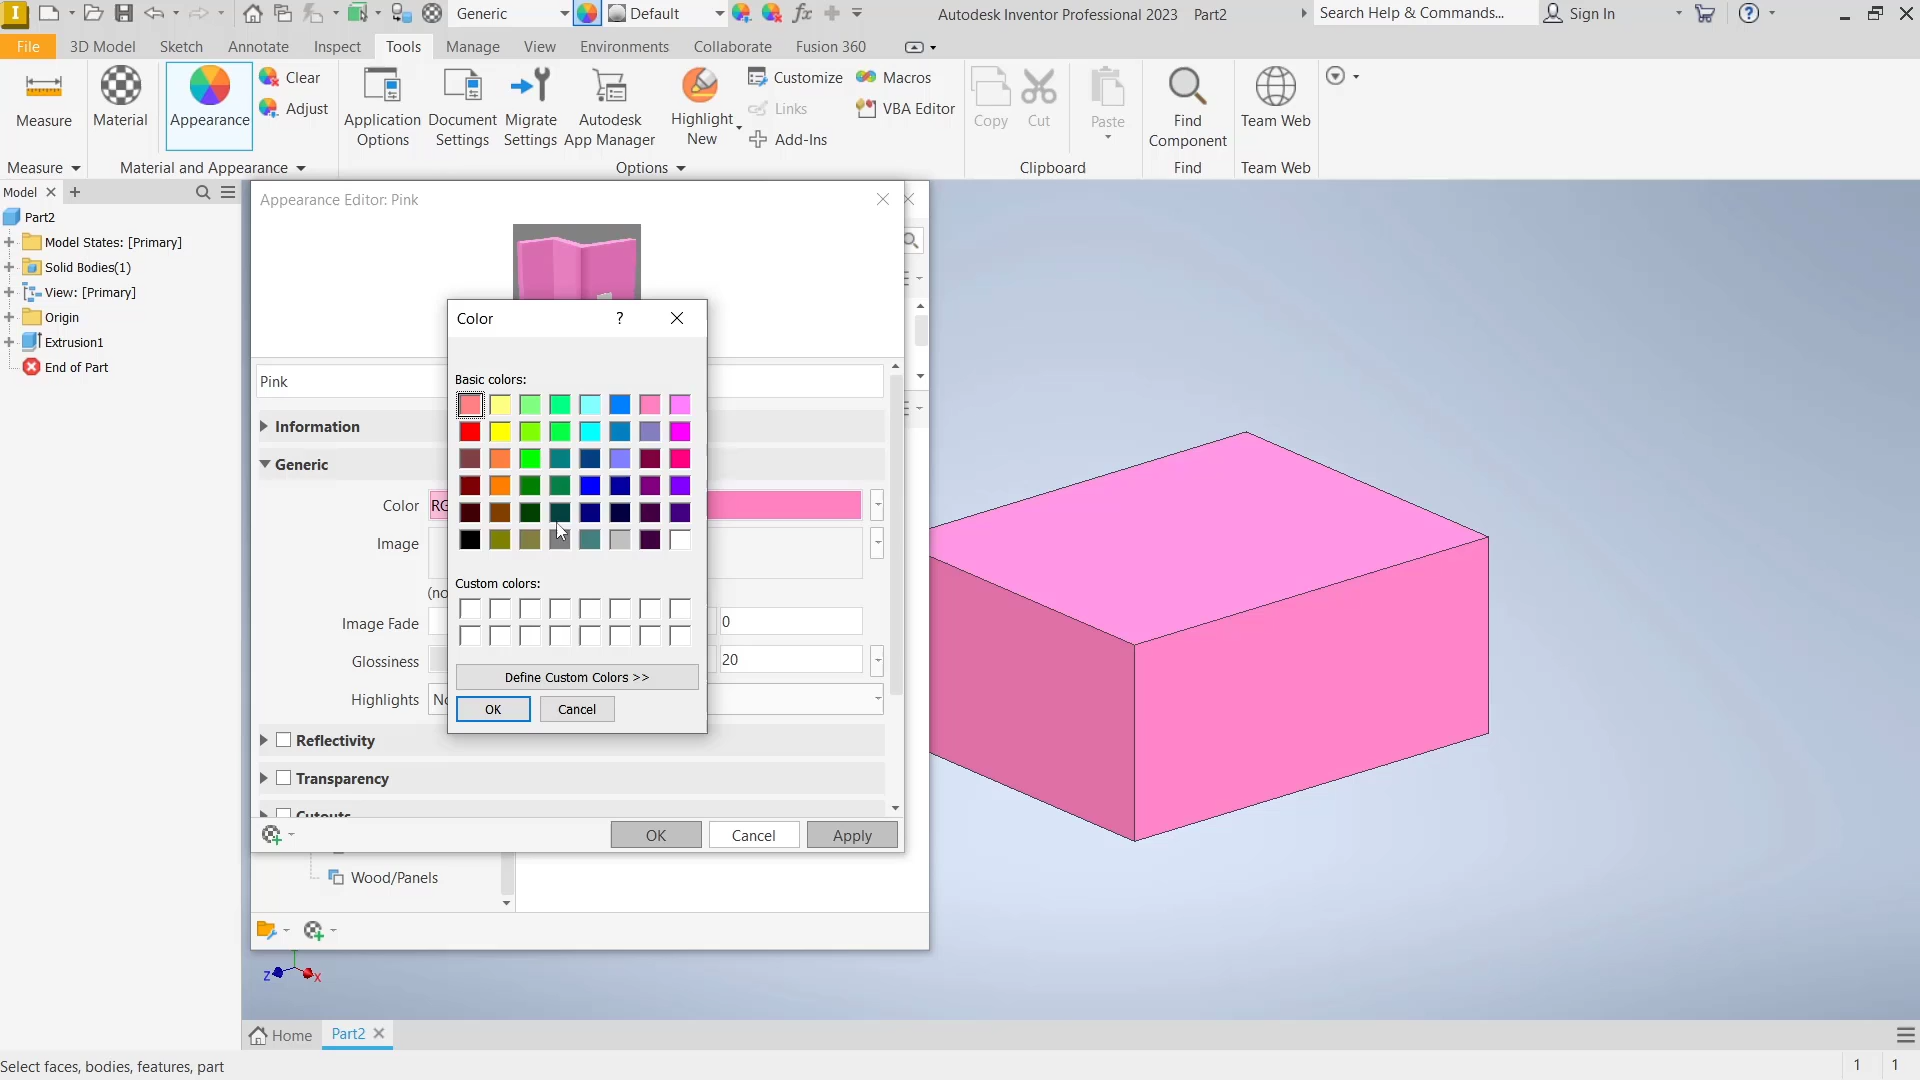 Generic
Default
Autodesk Inventor Professional 2023 Part2
Search Help & Commands...
Sign In
File
3D Model
Sketch
Annotate
Inspect
Tools
Manage
View
Environments
Collaborate
Fusion 360
Measure
Material
Appearance
Clear
Adjust
Application Options
Document Settings
Migrate Settings
Autodesk App Manager
Highlight New
Customize
Links
Add-Ins
Macros
VBA Editor
Copy
Cut
Paste
Find Component
Team Web
Measure
Material and Appearance
Options
Clipboard
Find
Team Web
Model
Part2
Model States: [Primary]
Solid Bodies(1)
View: [Primary]
Origin
Extrusion1
End of Part
Appearance Editor: Pink
Pink
Information
Generic
Color
RG
Image
(no
Image Fade
0
Glossiness
20
Highlights
Reflectivity
Transparency
Cutouts
OK
Cancel
Apply
Color
?
Basic colors:
Custom colors:
Define Custom Colors >>
OK
Cancel
Wood/Panels
Z
X
Home
Part2
Select faces, bodies, features, part
1
1